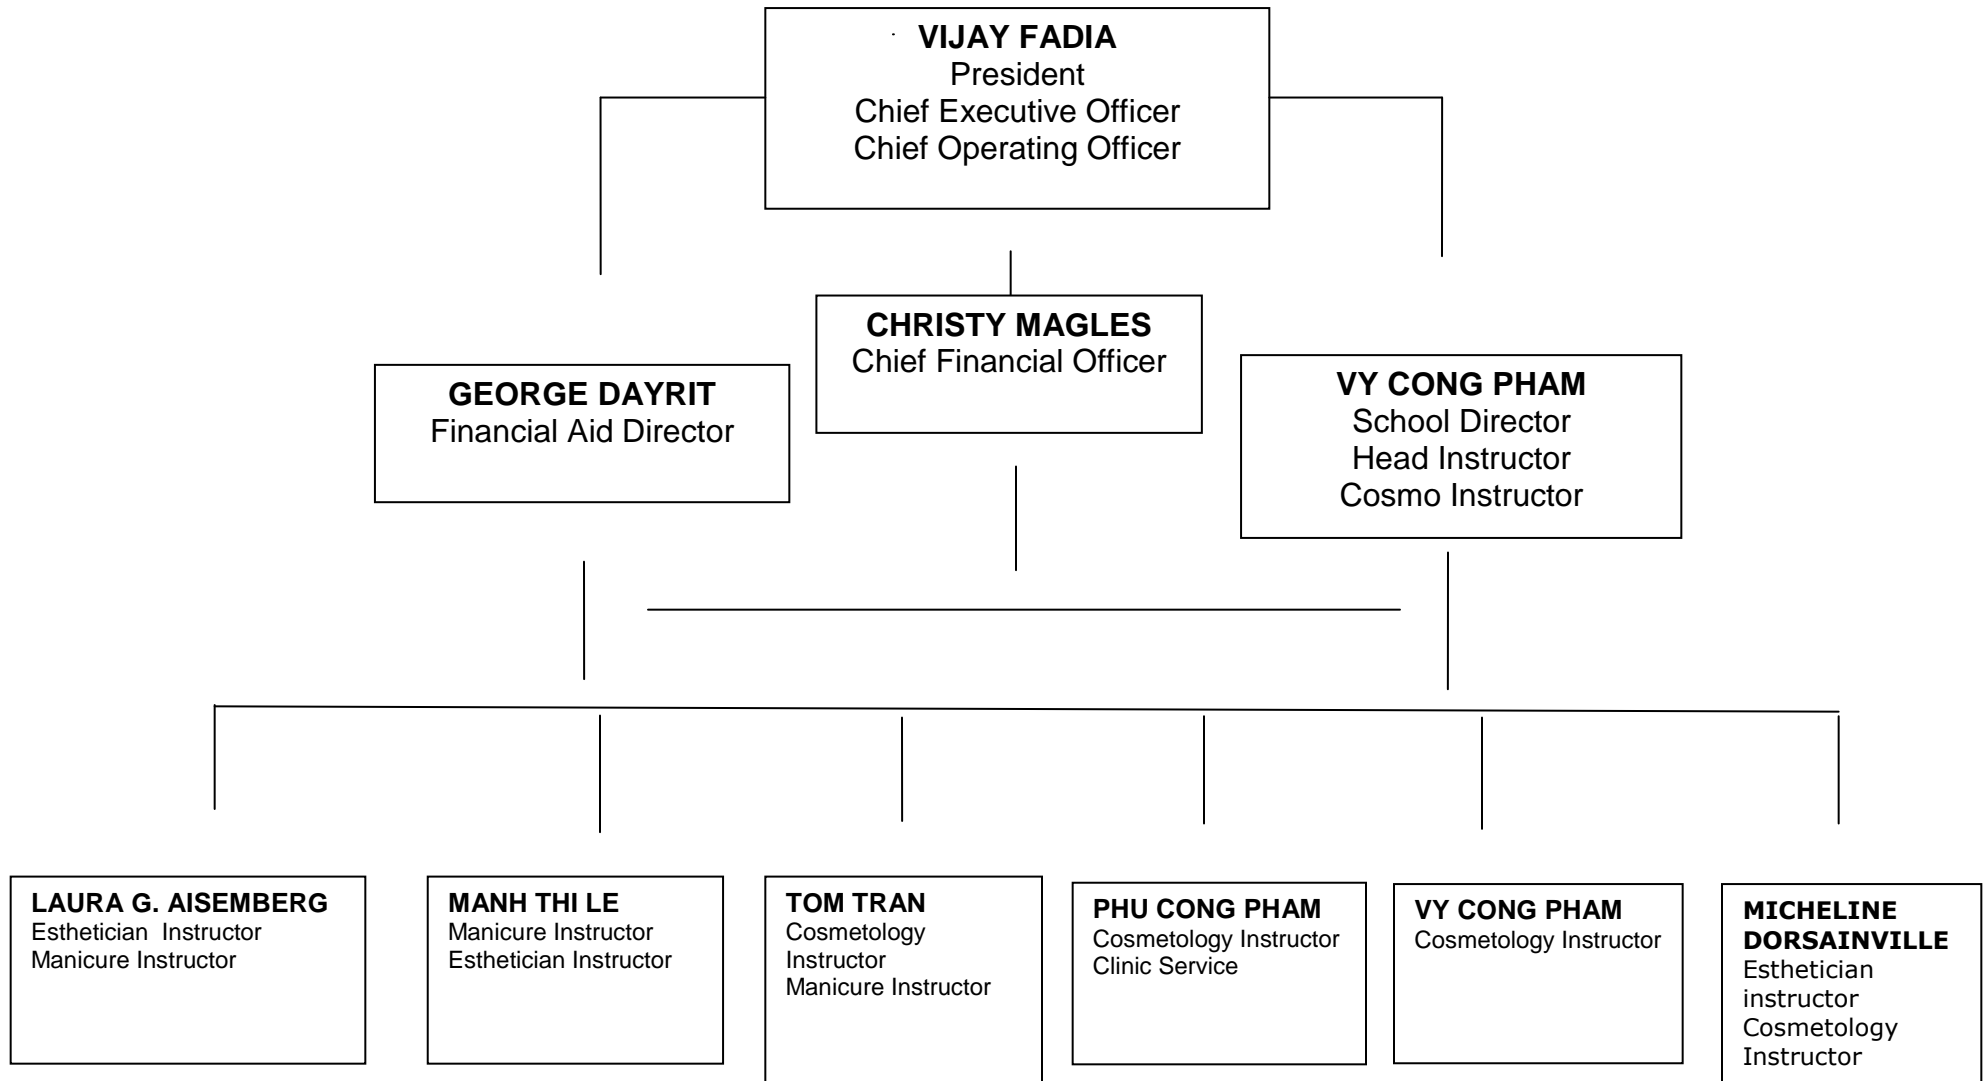 VIJAY FADIA
President
Chief Executive Officer
Chief Operating Officer
CHRISTY MAGLES
Chief Financial Officer
GEORGE DAYRIT
Financial Aid Director
VY CONG PHAM
School Director
Head Instructor
Cosmo Instructor
LAURA G. AISEMBERG
Esthetician Instructor
Manicure Instructor
MANH THI LE
Manicure Instructor
Esthetician Instructor
TOM TRAN
Cosmetology
Instructor
Manicure Instructor
PHU CONG PHAM
Cosmetology Instructor
Clinic Service
VY CONG PHAM
Cosmetology Instructor
MICHELINE
DORSAINVILLE
Esthetician
instructor
Cosmetology
Instructor